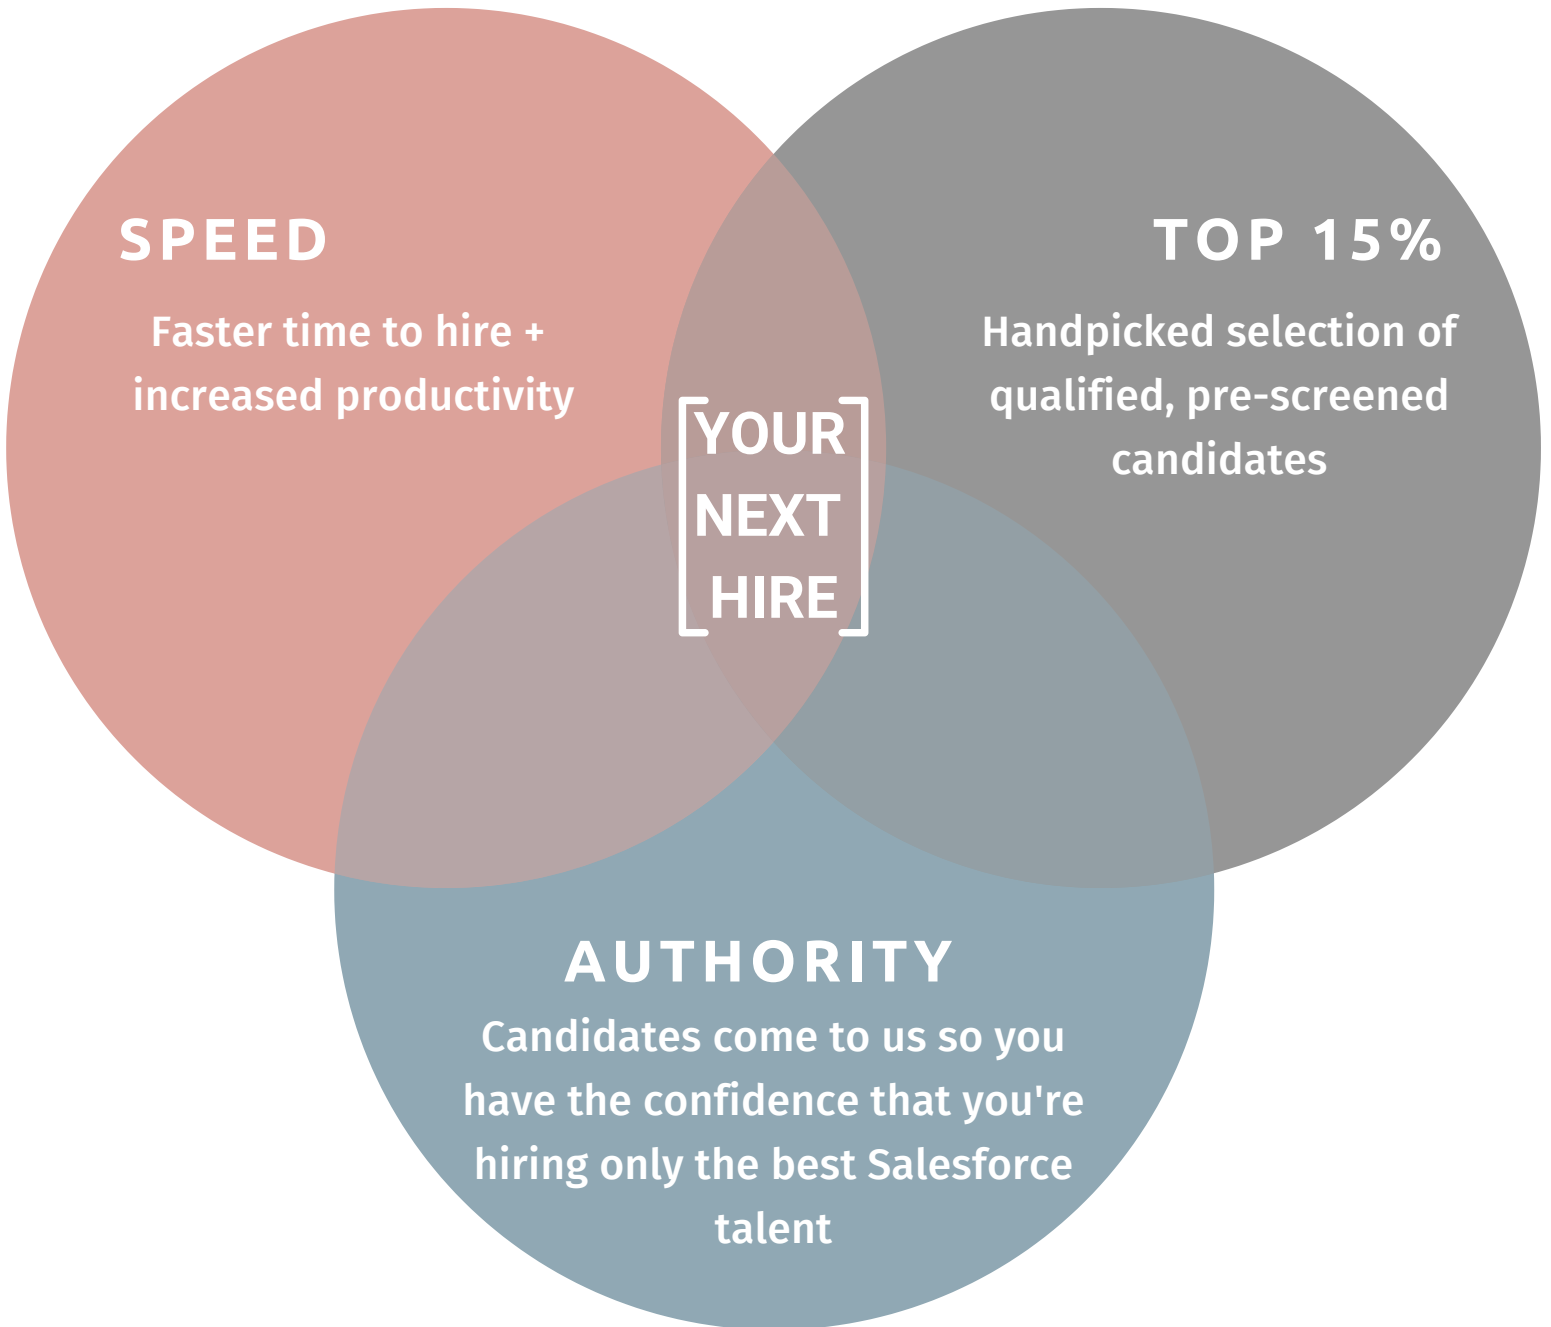 SPEED
Faster time to hire +
increased productivity
TOP 15%
Handpicked selection of
qualified, pre-screened
candidates
YOUR
NEXT
HIRE
AUTHORITY
Candidates come to us so you
have the confidence that you're
hiring only the best Salesforce
talent